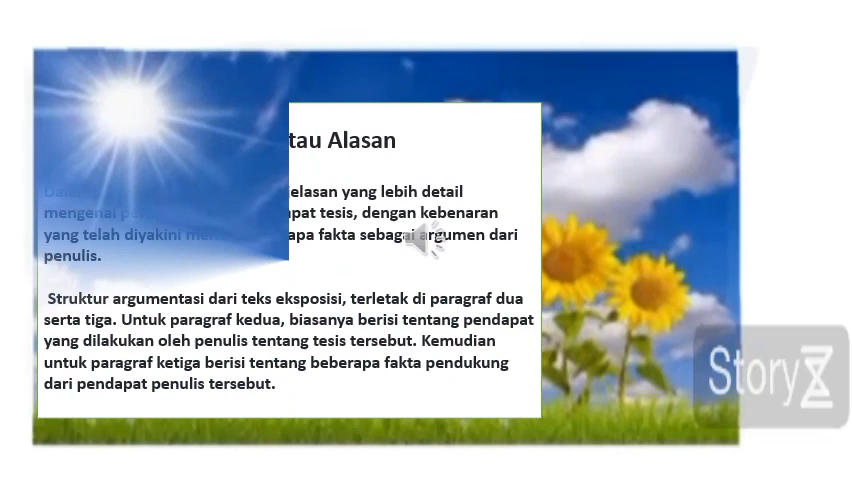 tau Alasan
elasan yang lebih detail
mengenai apat tesis, dengan kebenaran
yang telah diyakini apa fakta sebagai argumen dari
penulis.
Struktur argumentasi dari teks eksposisi, terletak di paragraf dua
serta tiga. Untuk paragraf kedua, biasanya berisi tentang pendapat
yang dilakukan oleh penulis tentang tesis tersebut. Kemudian
untuk paragraf ketiga berisi tentang beberapa fakta pendukung
dari pendapat penulis tersebut.
Story